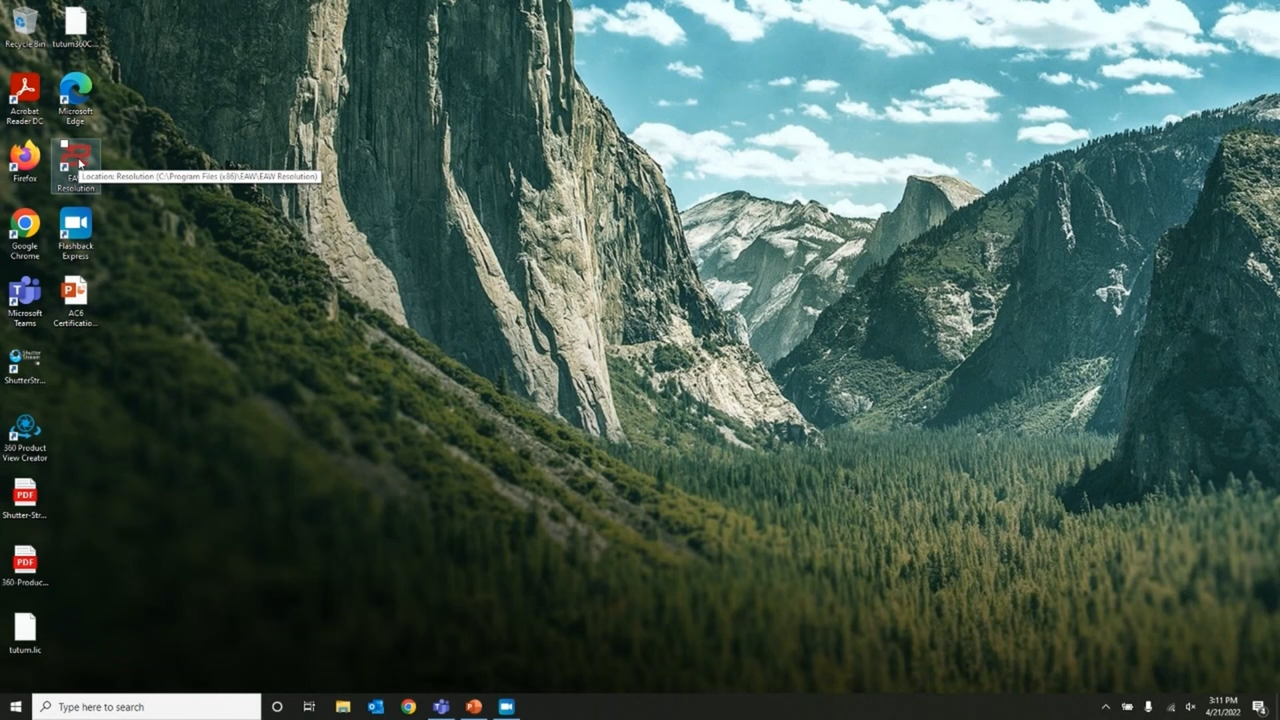 Recycle Bin
tutum360C...
Acrobat
Reader DC
Microsoft
Edge
Firefox
Resolution
Location: Resolution (C:\Program Files (x86)\EAW\EAW Resolution)
Google
Chrome
Flashback
Express
Microsoft
Teams
AC6
Certificatio...
ShutterStr...
360 Product
View Creator
PDF
Shutter-Str...
PDF
360-Produc...
tutum.lic
Type here to search
3:11 PM
4/21/2022
4